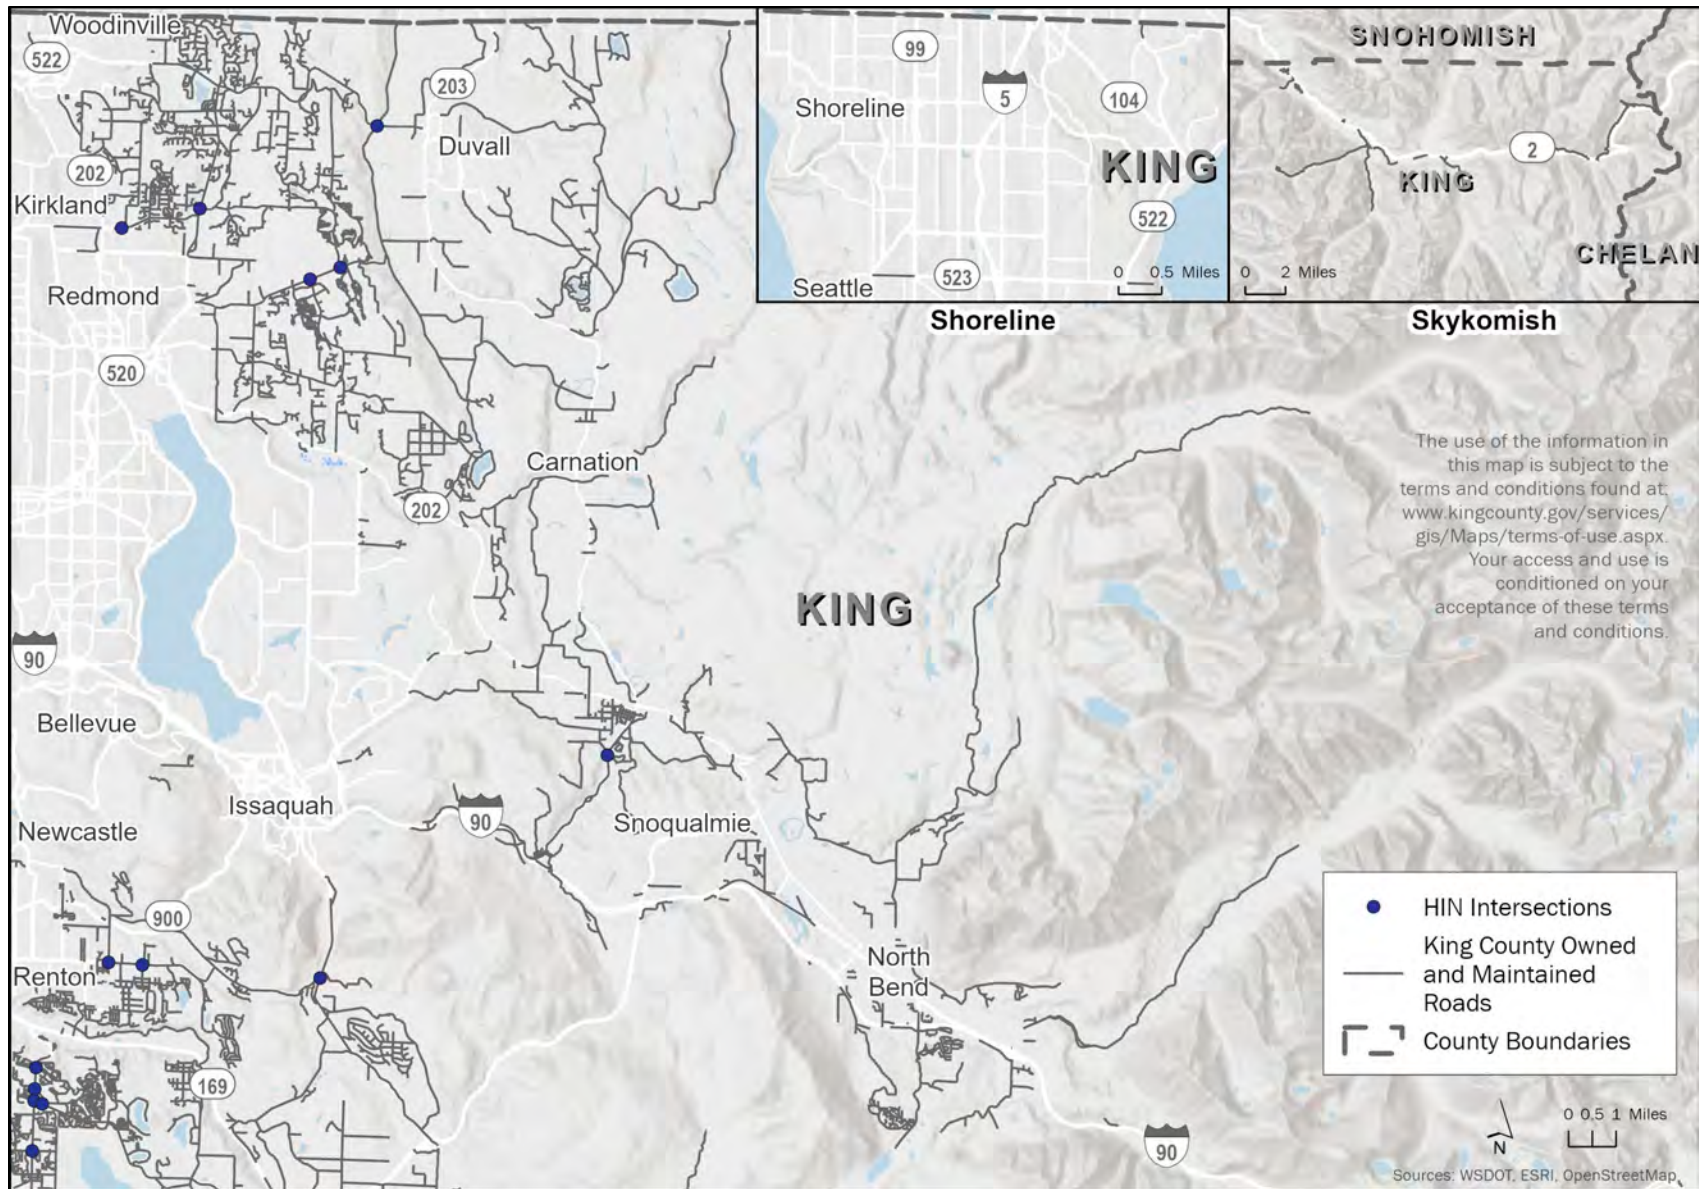 Woodinville
522
203
Duvall
202
Kirkland
Redmond
520
Carnation
202
KING
90
Bellevue
Issaquah
90
Snoqualmie
Newcastle
900
Renton
North
Bend
169
90
99
5
104
Shoreline
KING
522
523
Seattle
0 0.5 Miles
Shoreline
SNOHOMISH
2
KING
CHELAN
0 2 Miles
Skykomish
The use of the information in
this map is subject to the
terms and conditions found at:
www.kingcounty.gov/services/
gis/Maps/terms-of-use.aspx.
Your access and use is
conditioned on your
acceptance of these terms
and conditions.
HIN Intersections
King County Owned
and Maintained
Roads
County Boundaries
N
0 0.5 1 Miles
Sources: WSDOT, ESRI, OpenStreetMap